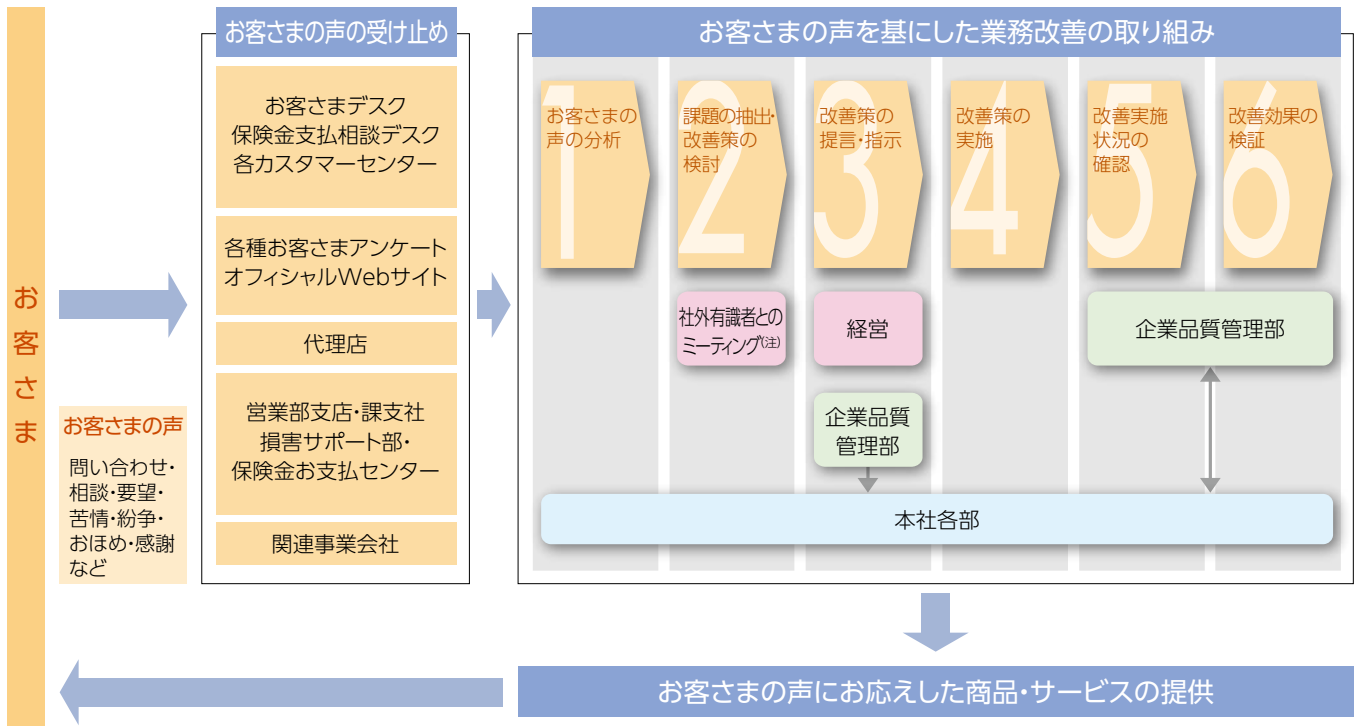 お客さま
お客さまの声
問い合わせ・
相談・要望・
苦情・紛争・
おほめ・感謝
など
お客さまの声の受け止め
お客さまデスク
保険金支払相談デスク
各カスタマーセンター
各種お客さまアンケート
オフィシャルWebサイト
代理店
営業部支店・課支社
損害サポート部・
保険金お支払センター
関連事業会社
お客さまの声を基にした業務改善の取り組み
1
お客さまの
声の分析
2
課題の抽出・
改善策の
検討
3
改善策の
提言・指示
4
改善策の
実施
5
改善実施
状況の
確認
6
改善効果の
検証
社外有識者との
ミーティング(注)
経営
企業品質
管理部
企業品質管理部
本社各部
お客さまの声にお応えした商品・サービスの提供